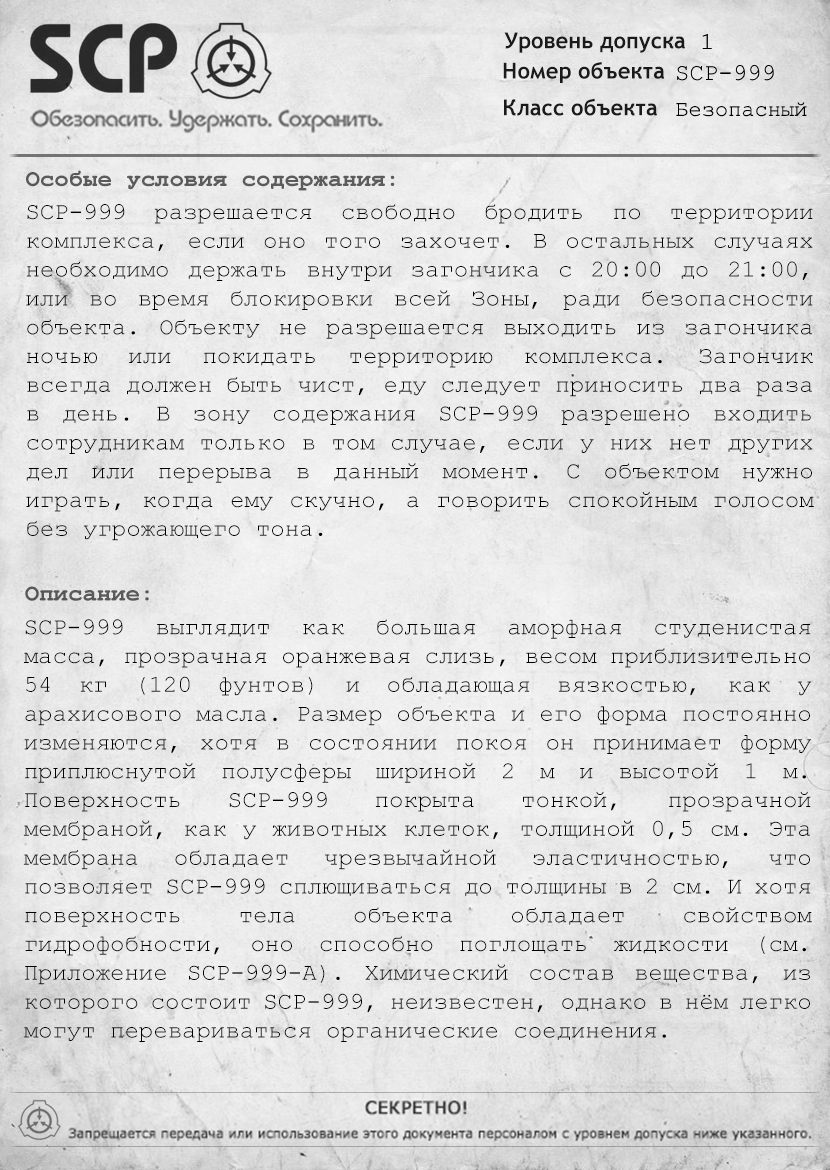 SCP
Уровень допуска 1
Номер объекта SCP-999
Класс объекта Безопасный
Обезопасить. Удержать. Сохранить.
Особые условия содержания:
SCP-999 разрешается свободно бродить по территории
комплекса, если оно того захочет. В остальных случаях
необходимо держать внутри загончика с 20:00 до 21:00,
или во время блокировки всей Зоны, ради безопасности
объекта. Объекту не разрешается выходить из загончика
ночью или покидать территорию комплекса. Загончик
всегда должен быть чист, еду следует приносить два раза
в день. В зону содержания SCP-999 разрешено входить
сотрудникам только в том случае, если у них нет других
дел или перерыва в данный момент. С объектом нужно
играть, когда ему скучно, а говорить спокойным голосом
без угрожающего тона.
Описание:
SCP-999 выглядит как большая аморфная студенистая
масса, прозрачная оранжевая слизь, весом приблизительно
54 кг (120 фунтов) и обладающая вязкостью, как у
арахисового масла. Размер объекта и его форма постоянно
изменяются, хотя в состоянии покоя он принимает форму
приплюснутой полусферы шириной 2 м и высотой 1 м.
Поверхность SCP-999 покрыта тонкой, прозрачной
мембраной, как у животных клеток, толщиной 0,5 см. Эта
мембрана обладает чрезвычайной эластичностью, что
позволяет SCP-999 сплющиваться до толщины в 2 см. И хотя
поверхность тела объекта обладает свойством
гидрофобности, оно способно поглощать жидкости (см.
Приложение SCP-999-A). Химический состав вещества, из
которого состоит SCP-999, неизвестен, однако в нём легко
могут перевариваться органические соединения.
СЕКРЕТНО!
Запрещается передача или использование этого документа персоналом с уровнем допуска ниже указанного.